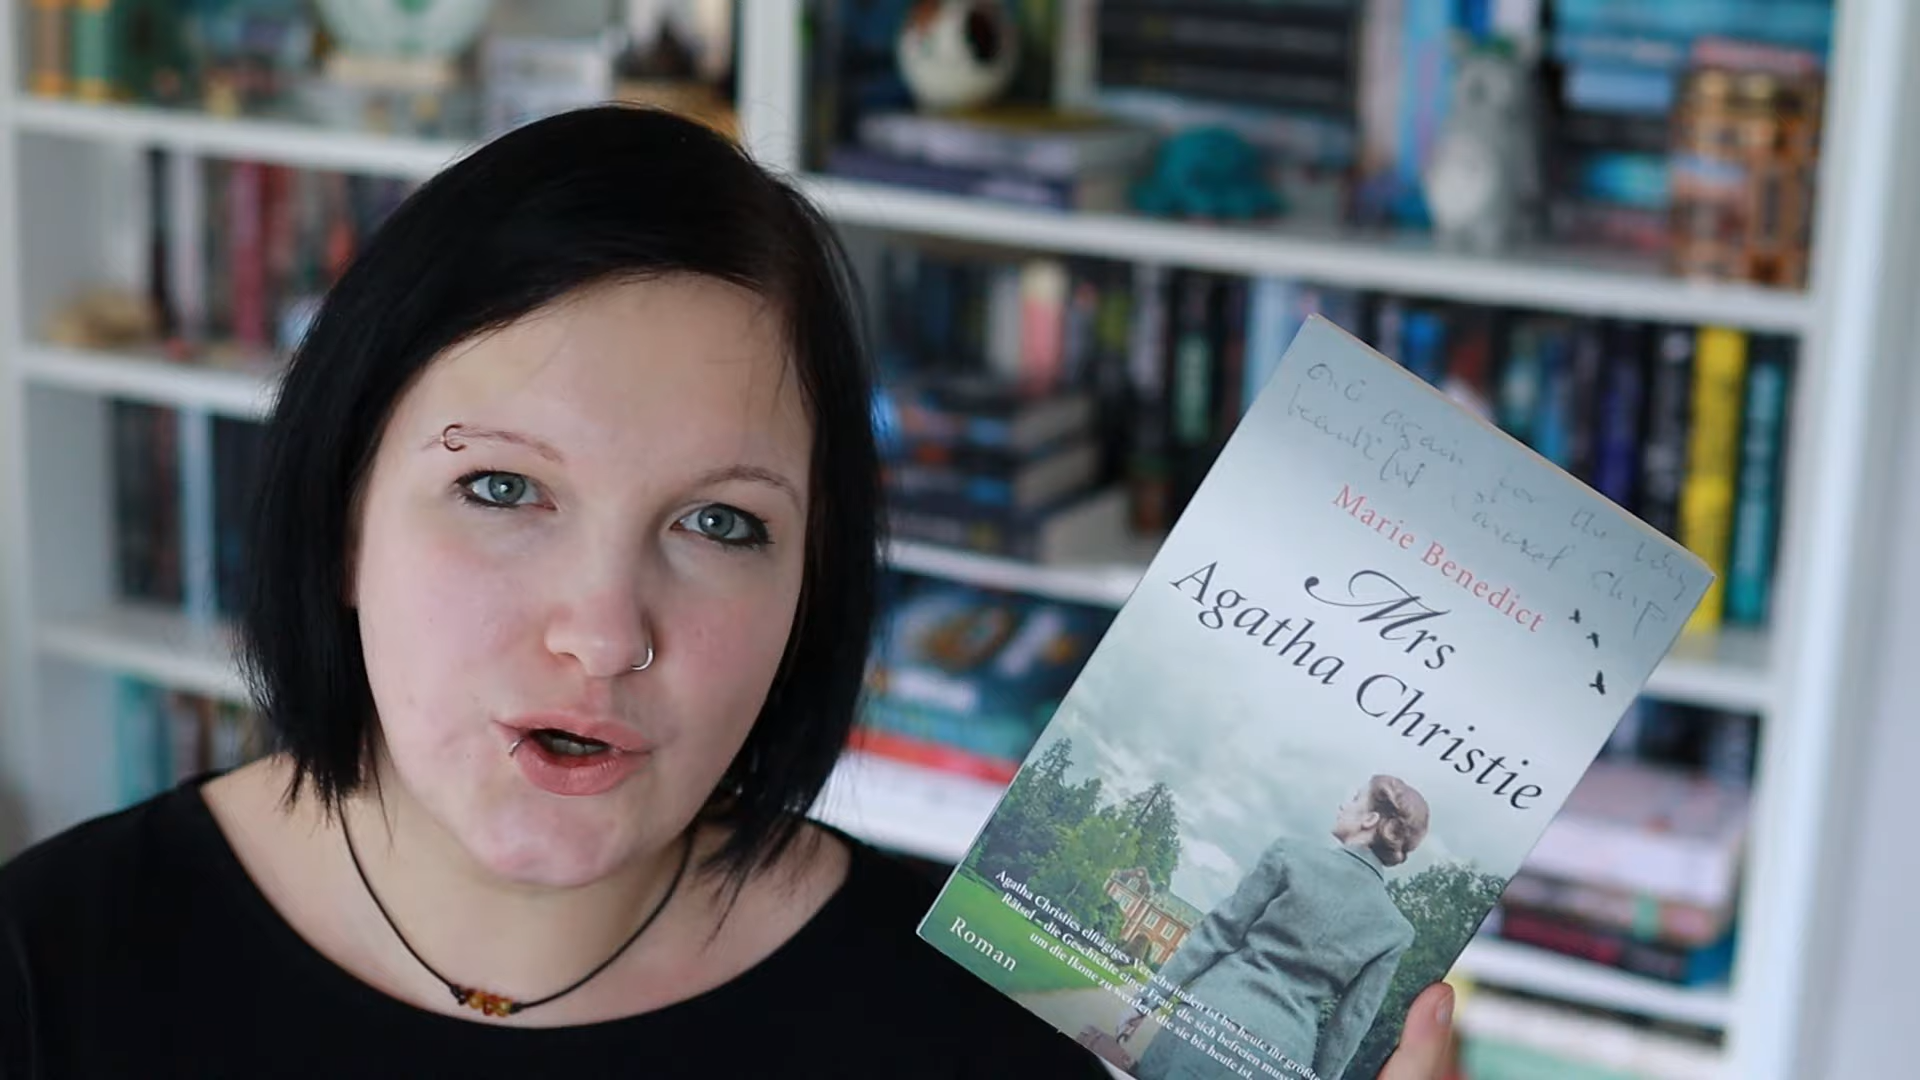 Marie Benedict
Mrs
Agatha Christie
Agatha Christies elftägiges Verschwinden ist bis heute ihr größtes
Rätsel – die Geschichte einer Frau, die sich befreien muss
um die Ikone zu werden, die sie bis heute ist.
Roman